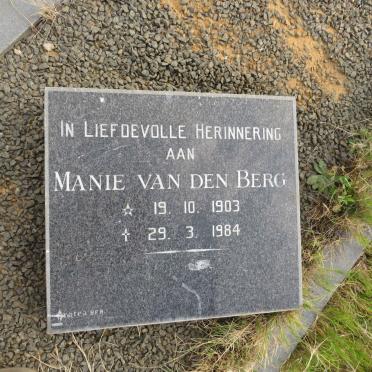 IN LIEFDEVOLLE HERINNERING
AAN
MANIE VAN DEN BERG
☆ 19. 10. 1903
✝ 29. 3. 1984